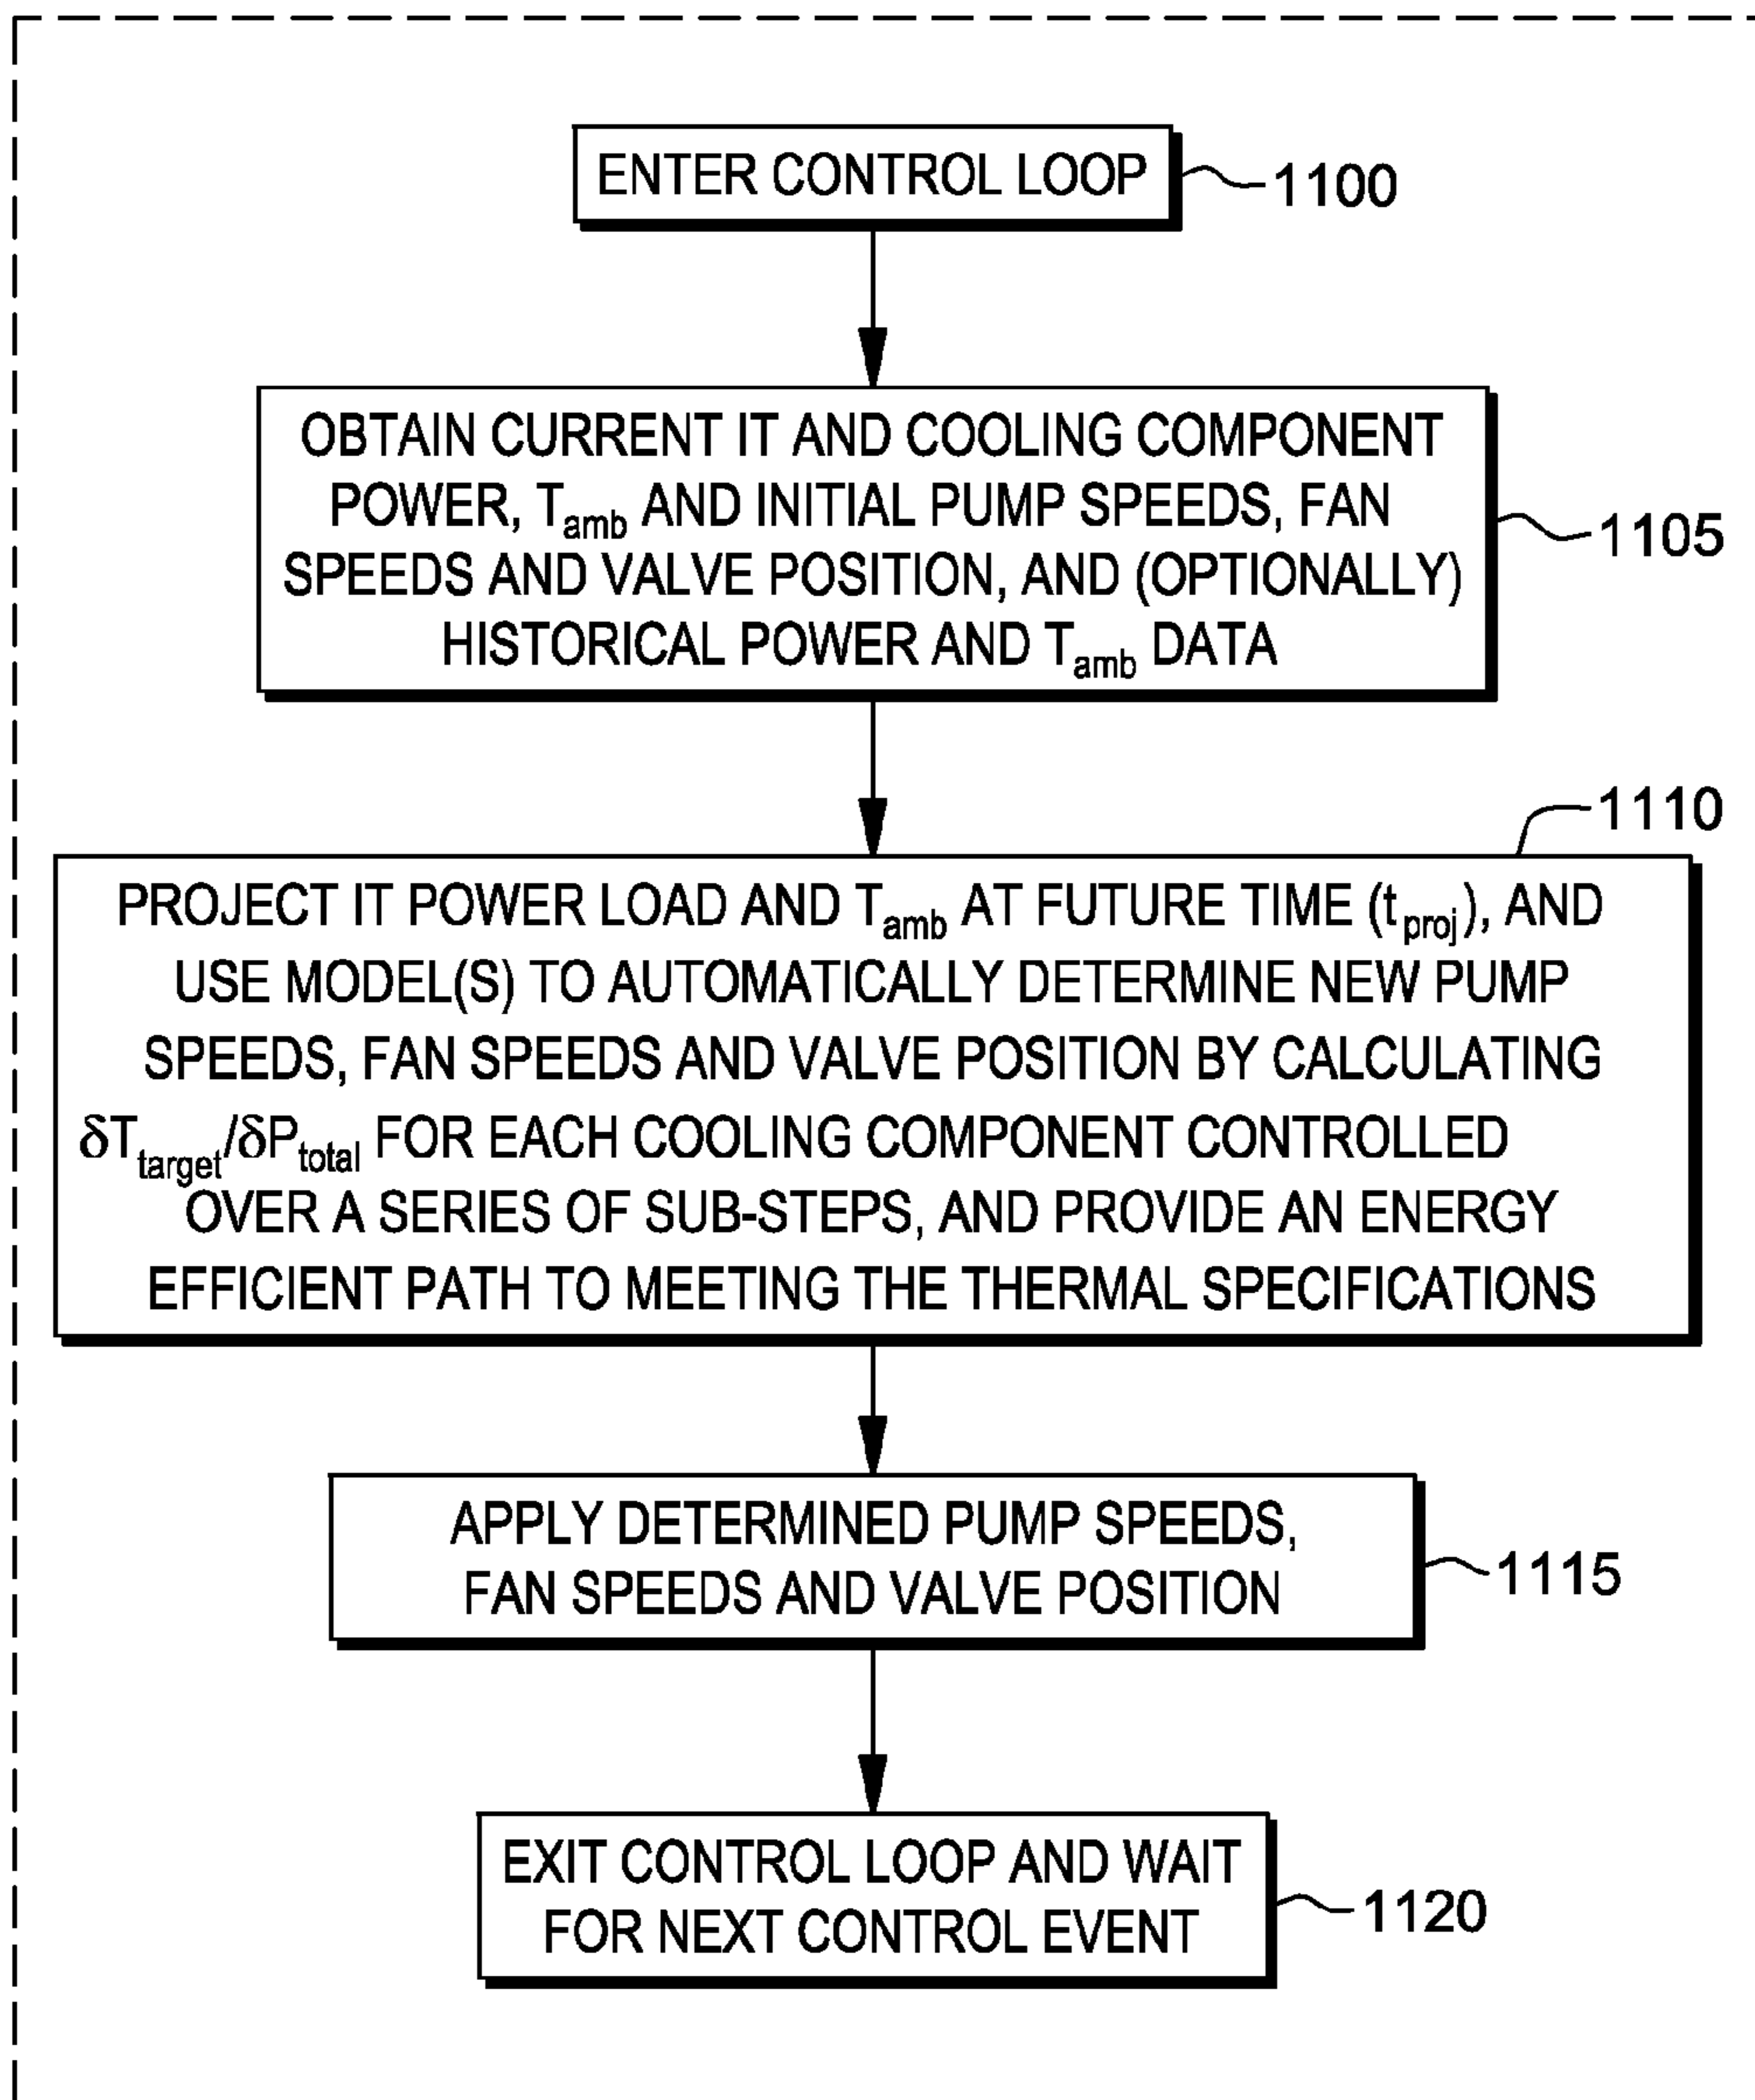 ENTER CONTROL LOOP
1100
OBTAIN CURRENT IT AND COOLING COMPONENT
POWER, Tamb AND INITIAL PUMP SPEEDS, FAN
SPEEDS AND VALVE POSITION, AND (OPTIONALLY)
HISTORICAL POWER AND Tamb DATA
1105
1110
PROJECT IT POWER LOAD AND Tamb AT FUTURE TIME (tproj), AND
USE MODEL(S) TO AUTOMATICALLY DETERMINE NEW PUMP
SPEEDS, FAN SPEEDS AND VALVE POSITION BY CALCULATING
δTtarget/δPtotal FOR EACH COOLING COMPONENT CONTROLLED
OVER A SERIES OF SUB-STEPS, AND PROVIDE AN ENERGY
EFFICIENT PATH TO MEETING THE THERMAL SPECIFICATIONS
APPLY DETERMINED PUMP SPEEDS,
FAN SPEEDS AND VALVE POSITION
1115
EXIT CONTROL LOOP AND WAIT
FOR NEXT CONTROL EVENT
1120